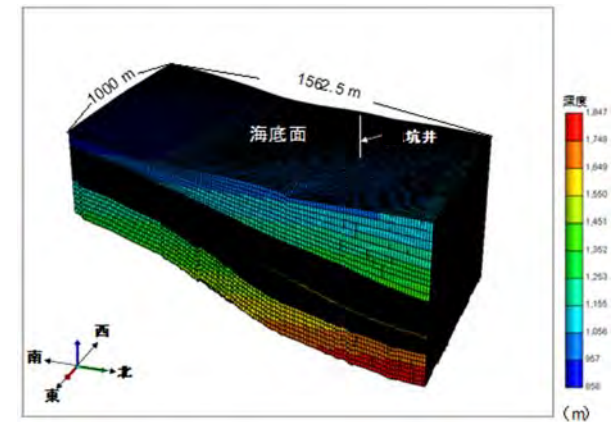 1000 m
1562.5 m
海底面
坑井
深度
1,847
1,748
1,649
1,550
1,451
1,352
1,253
1,155
1,056
957
858
(m)
西
南
北
東